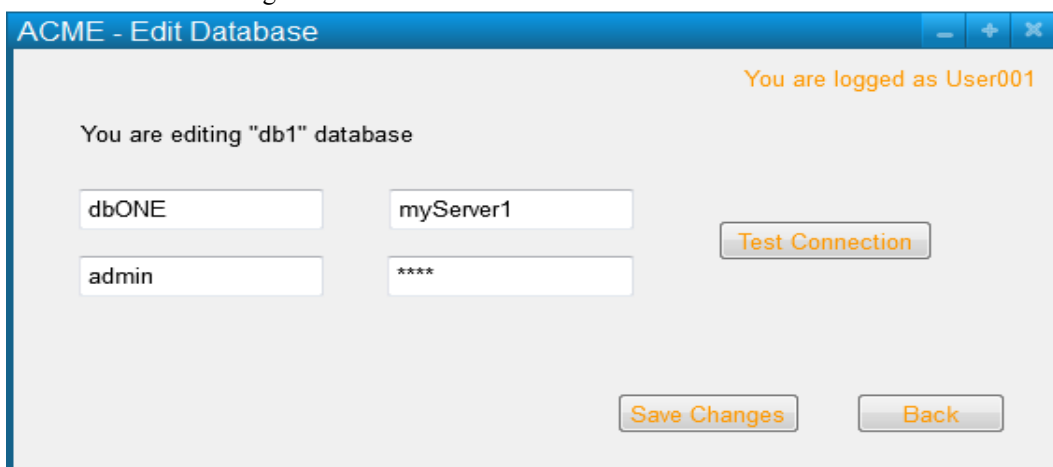 ACME - Edit Database
You are logged as User001
You are editing "db1" database
dbONE myServer1
Test Connection
admin ****
Save Changes Back